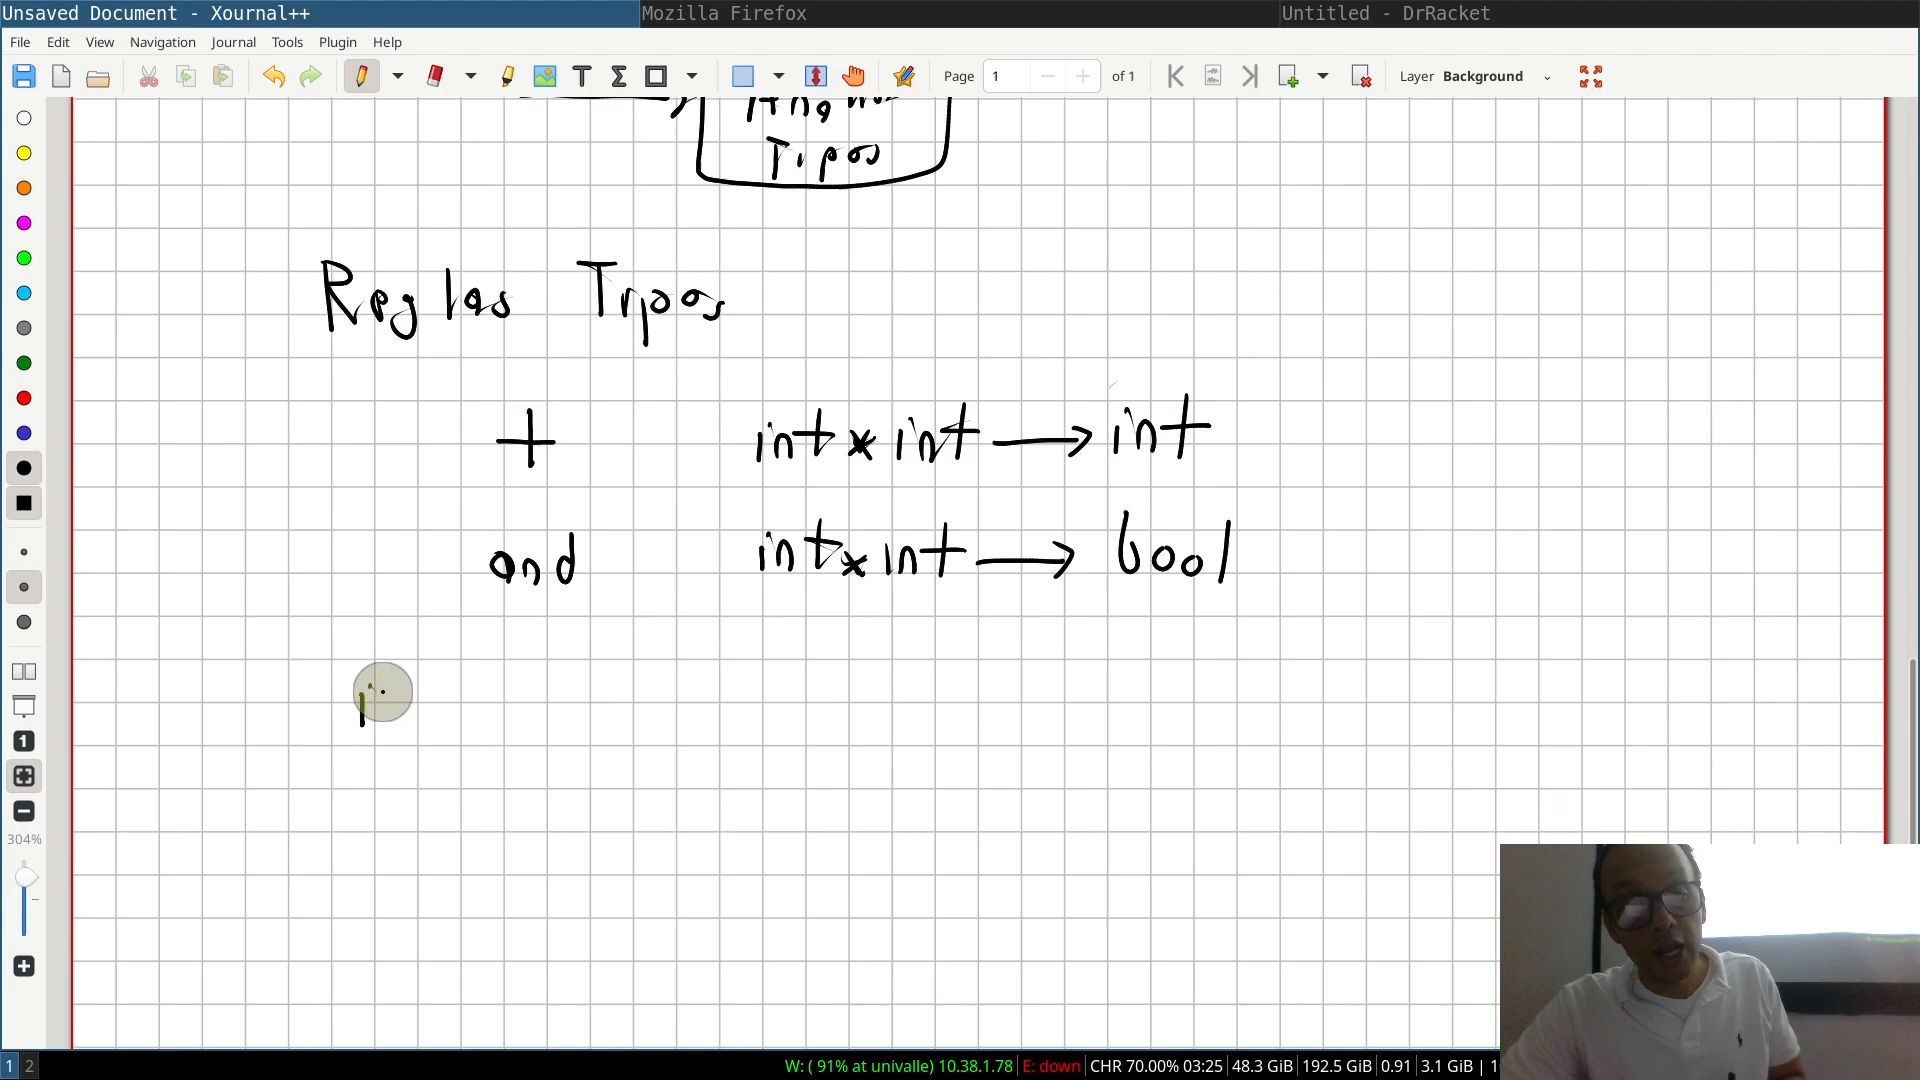 Unsaved Document - Xournal++ Mozilla Firefox Untitled - DrRacket
File Edit View Navigation Journal Tools Plugin Help
Page 1 of 1 Layer Background
Tipos
Reglas Tipos
+ int * int → int
and int * int → bool
304%
1 2 W: ( 91% at univalle) 10.38.1.78 | E: down | CHR 70.00% 03:25 | 48.3 GiB | 192.5 GiB | 0.91 | 3.1 GiB |